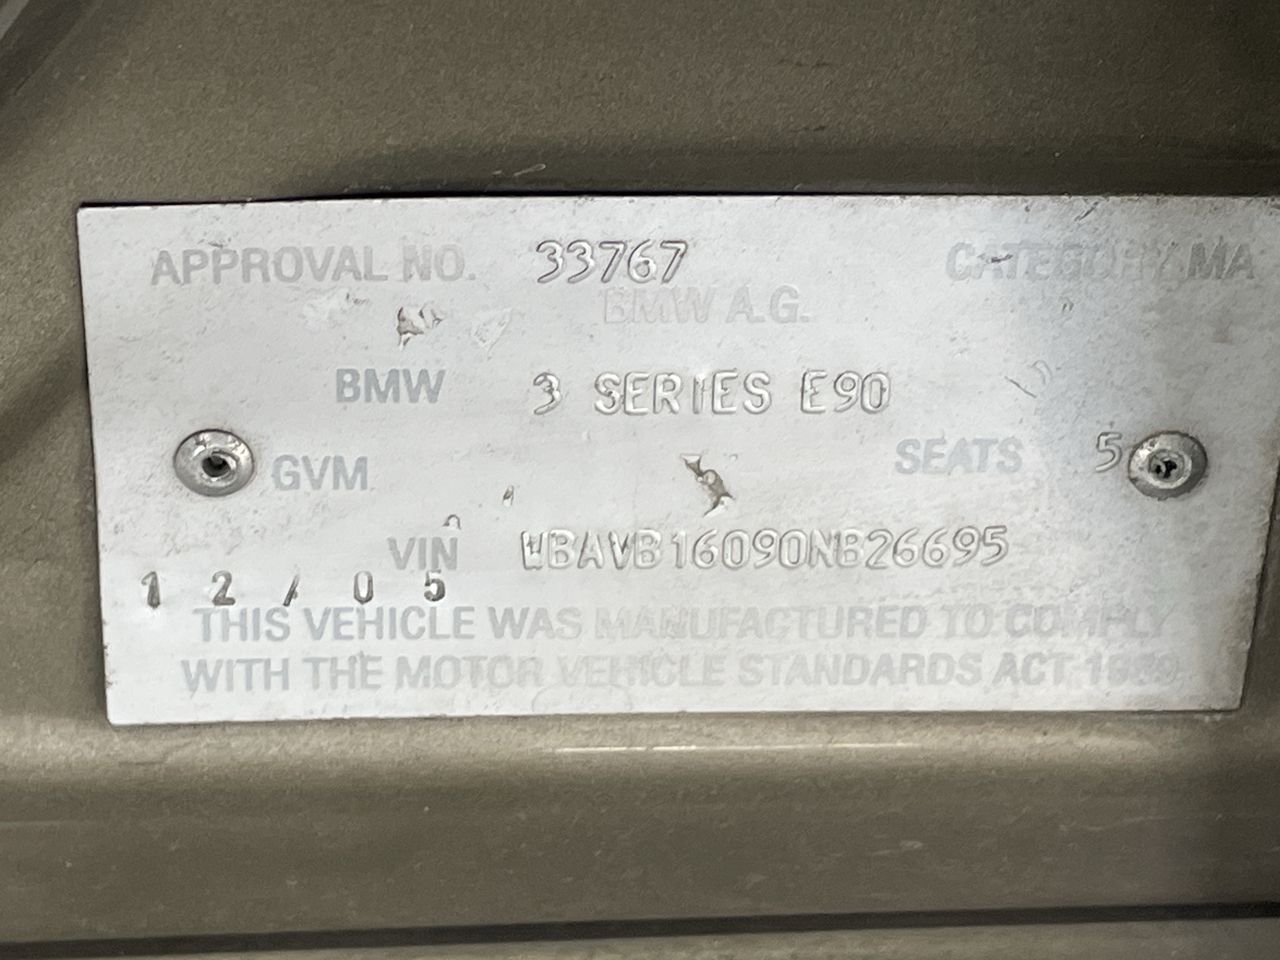 APPROVAL NO. 33767 CATEGORY MA
BMW A.G.
BMW 3 SERIES E90
GVM SEATS 5
VIN WBAVB16090NB26695
12/05
THIS VEHICLE WAS MANUFACTURED TO COMPLY
WITH THE MOTOR VEHICLE STANDARDS ACT 1989